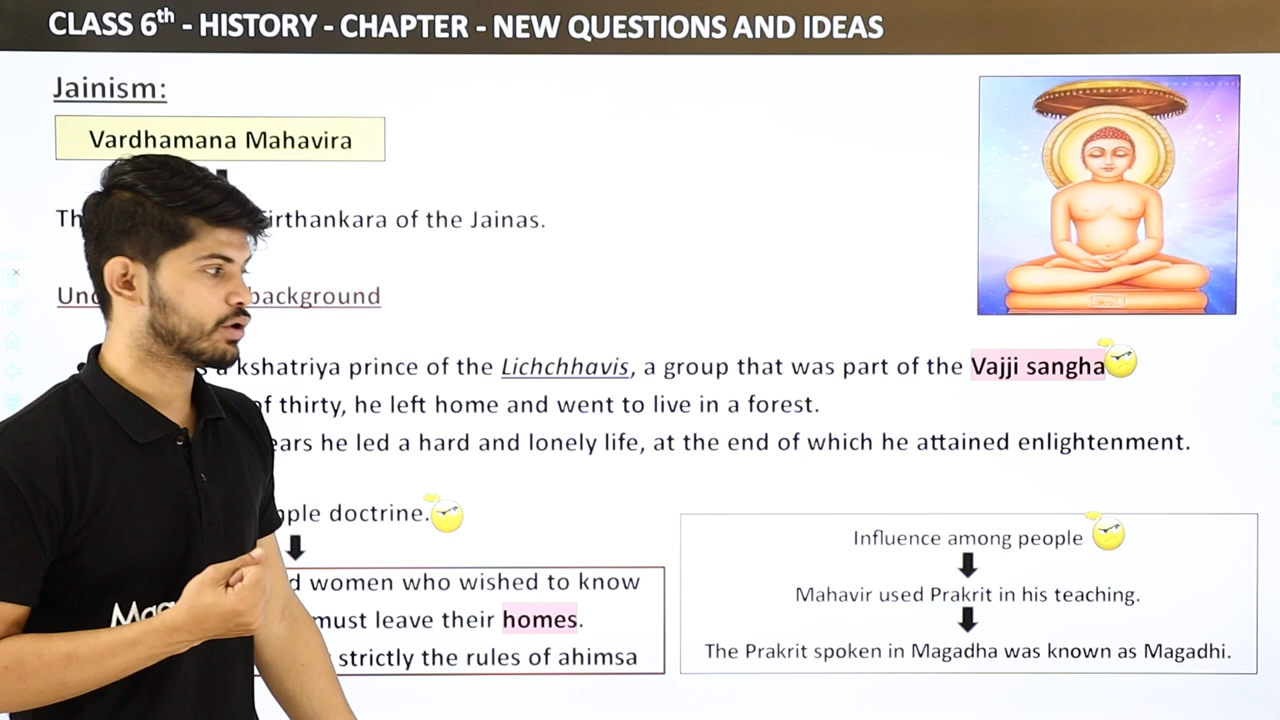 CLASS 6th - HISTORY - CHAPTER - NEW QUESTIONS AND IDEAS
Jainism:
Vardhamana Mahavira
Th irthankara of the Jainas.
Und background
s a kshatriya prince of the Lichchhavis, a group that was part of the Vajji sangha
of thirty, he left home and went to live in a forest.
ears he led a hard and lonely life, at the end of which he attained enlightenment.
ple doctrine.
d women who wished to know
must leave their homes.
strictly the rules of ahimsa
Influence among people
Mahavir used Prakrit in his teaching.
The Prakrit spoken in Magadha was known as Magadhi.
Mag